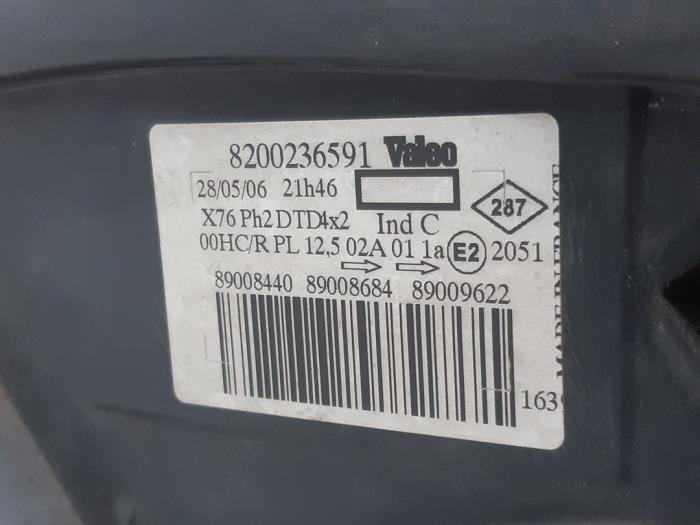 8200236591 Valeo
28/05/06 21h46
287
X76 Ph2 DTD4x2 Ind C
00HC/R PL 12,5 02A 01 1a E2 2051
89008440 89008684 89009622
MADE IN FRANCE